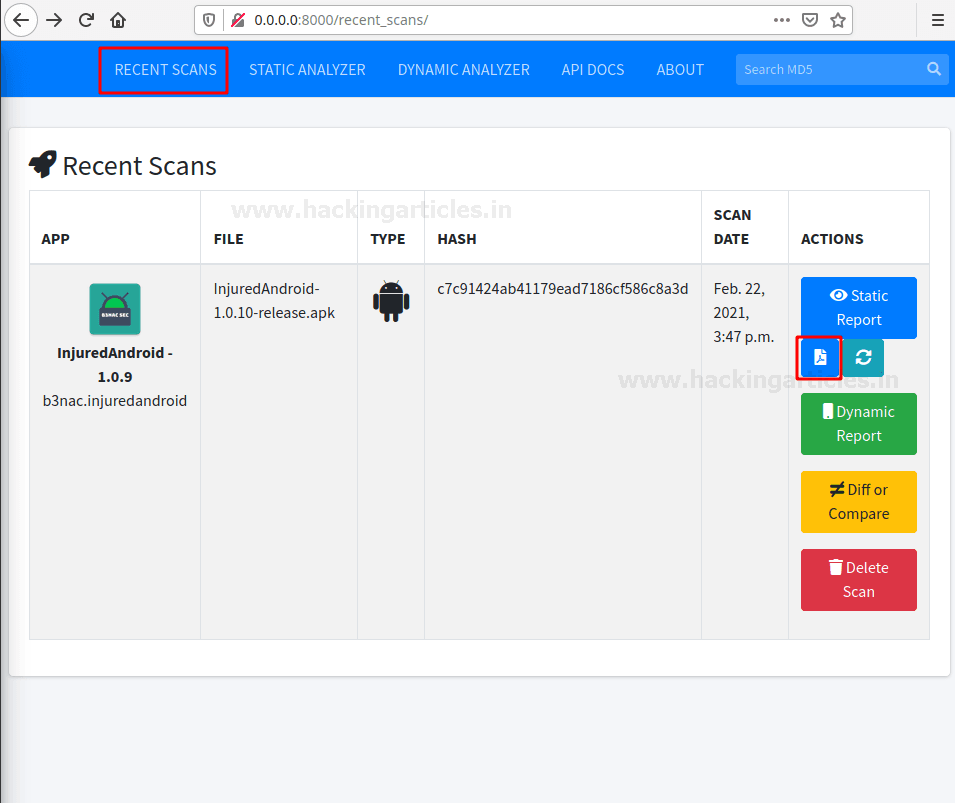 0.0.0.0:8000/recent_scans/
RECENT SCANS
STATIC ANALYZER
DYNAMIC ANALYZER
API DOCS
ABOUT
Search MD5
Recent Scans
www.hackingarticles.in
APP
FILE
TYPE
HASH
SCAN
DATE
ACTIONS
B3NAC SEC
InjuredAndroid -
1.0.9
b3nac.injuredandroid
InjuredAndroid-
1.0.10-release.apk
c7c91424ab41179ead7186cf586c8a3d
Feb. 22,
2021,
3:47 p.m.
Static
Report
www.hackingarticles.in
Dynamic
Report
Diff or
Compare
Delete
Scan